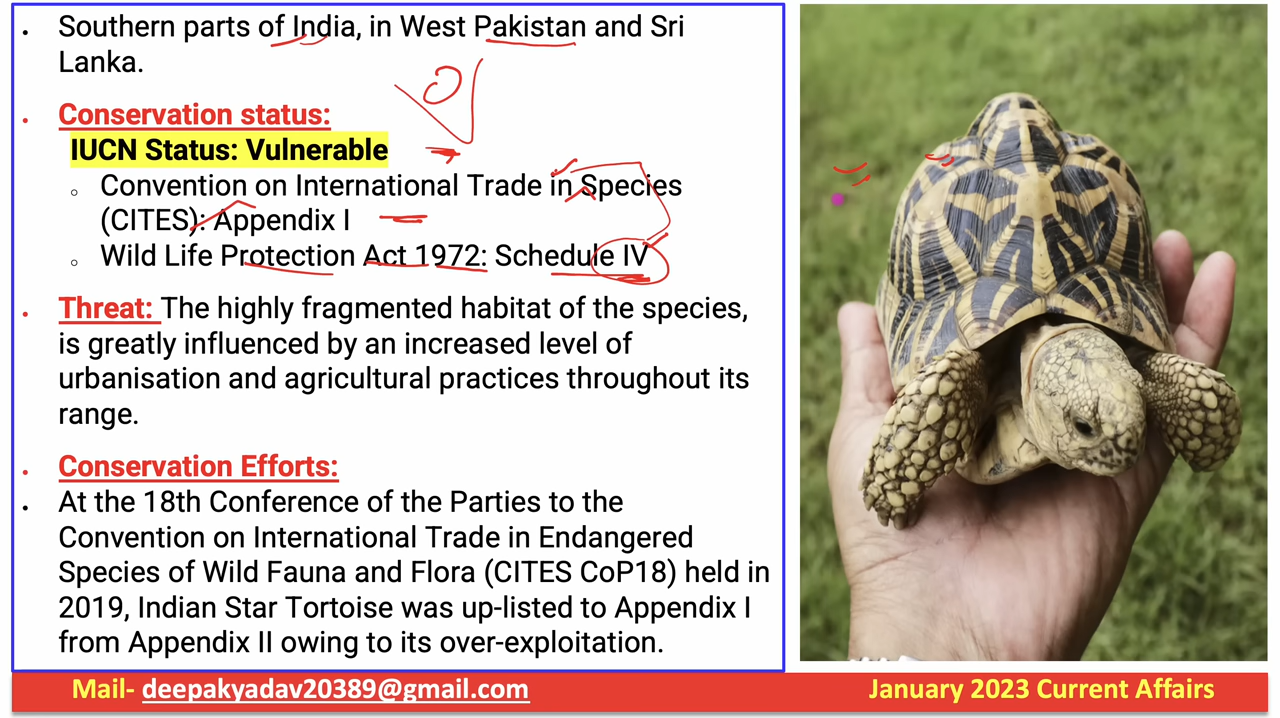 • Southern parts of India, in West Pakistan and Sri
Lanka.
• Conservation status:
IUCN Status: Vulnerable
○ Convention on International Trade in Species
(CITES): Appendix I
○ Wild Life Protection Act 1972: Schedule IV
• Threat: The highly fragmented habitat of the species,
is greatly influenced by an increased level of
urbanisation and agricultural practices throughout its
range.
• Conservation Efforts:
• At the 18th Conference of the Parties to the
Convention on International Trade in Endangered
Species of Wild Fauna and Flora (CITES CoP18) held in
2019, Indian Star Tortoise was up-listed to Appendix I
from Appendix II owing to its over-exploitation.
Mail- deepakyadav20389@gmail.com
January 2023 Current Affairs